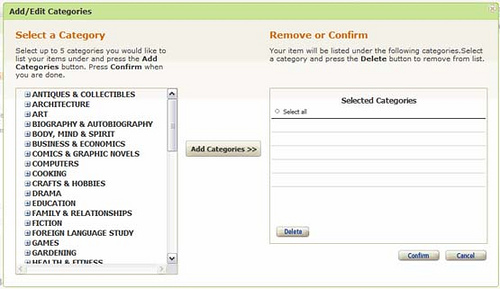 Add/Edit Categories
Select a Category
Select up to 5 categories you would like to
list your items under and press the Add
Categories button. Press Confirm when
you are done.
ANTIQUES & COLLECTIBLES
ARCHITECTURE
ART
BIOGRAPHY & AUTOBIOGRAPHY
BODY, MIND & SPIRIT
BUSINESS & ECONOMICS
COMICS & GRAPHIC NOVELS
COMPUTERS
COOKING
CRAFTS & HOBBIES
DRAMA
EDUCATION
FAMILY & RELATIONSHIPS
FICTION
FOREIGN LANGUAGE STUDY
GAMES
GARDENING
HEALTH & FITNESS
Add Categories >>
Remove or Confirm
Your item will be listed under the following categories.Select
a category and press the Delete button to remove from list.
Selected Categories
Select all
Delete
Confirm
Cancel